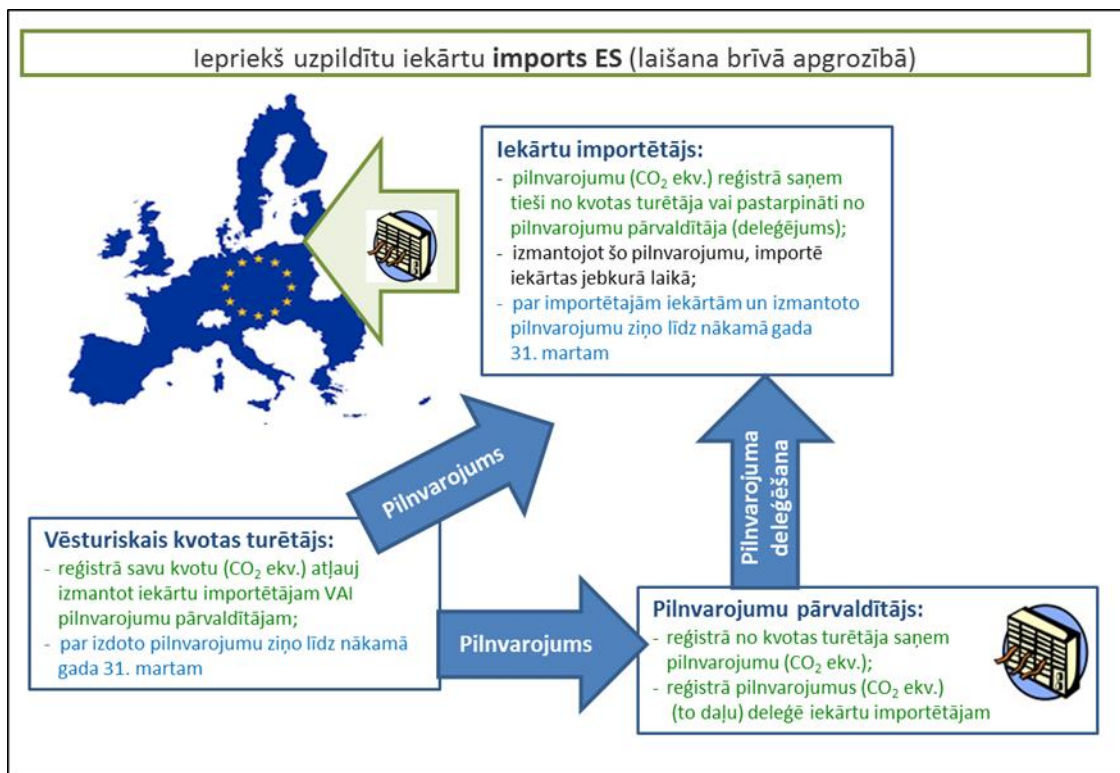 Iepriekš uzpildītu iekārtu imports ES (laišana brīvā apgrozībā)
Iekārtu importētājs:
- pilnvarojumu (CO₂ ekv.) reģistrā saņem
tieši no kvotas turētāja vai pastarpināti no
pilnvarojumu pārvaldītāja (deleģējums);
- izmantojot šo pilnvarojumu, importē
iekārtas jebkurā laikā;
- par importētajām iekārtām un izmantoto
pilnvarojumu ziņo līdz nākamā gada
31. martam
Pilnvarojums
Pilnvarojuma
deleģēšana
Vēsturiskais kvotas turētājs:
- reģistrā savu kvotu (CO₂ ekv.) atļauj
izmantot iekārtu importētājam VAI
pilnvarojumu pārvaldītājam;
- par izdoto pilnvarojumu ziņo līdz nākamā
gada 31. martam
Pilnvarojums
Pilnvarojumu pārvaldītājs:
- reģistrā no kvotas turētāja saņem
pilnvarojumu (CO₂ ekv.);
- reģistrā pilnvarojumus (CO₂ ekv.)
(to daļu) deleģē iekārtu importētājam